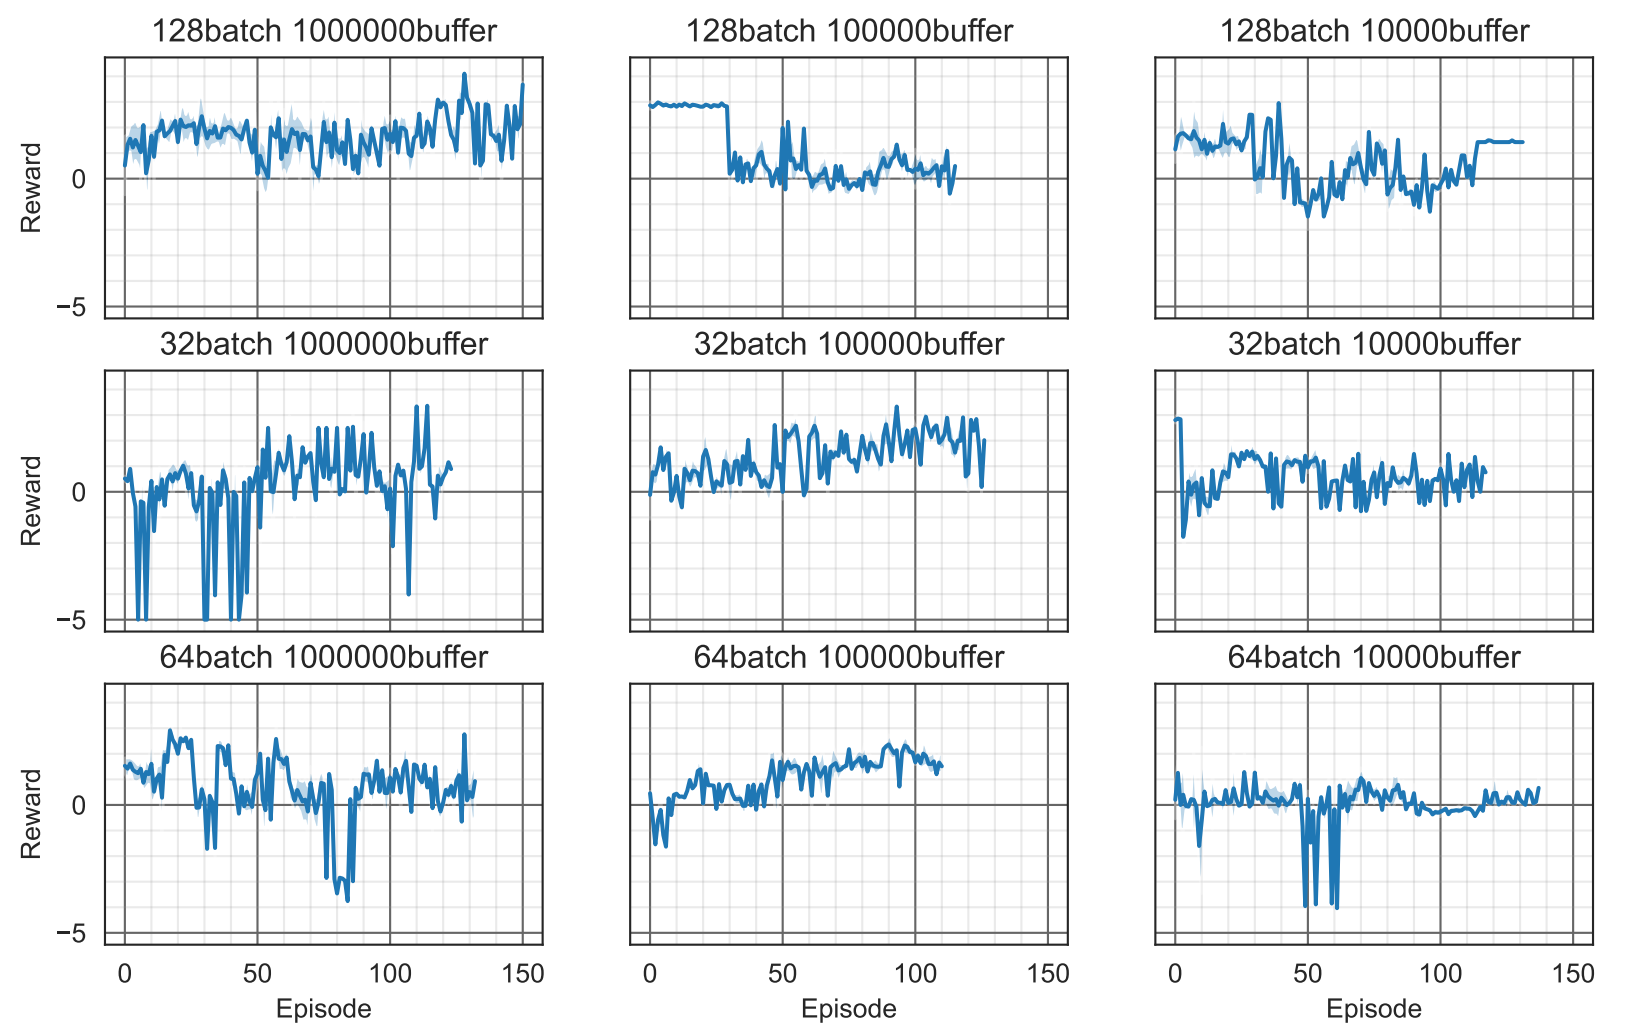 128batch 1000000buffer
128batch 100000buffer
128batch 10000buffer
Reward
0
−5
32batch 1000000buffer
32batch 100000buffer
32batch 10000buffer
Reward
0
−5
64batch 1000000buffer
64batch 100000buffer
64batch 10000buffer
Reward
0
−5
0 50 100 150
0 50 100 150
0 50 100 150
Episode
Episode
Episode